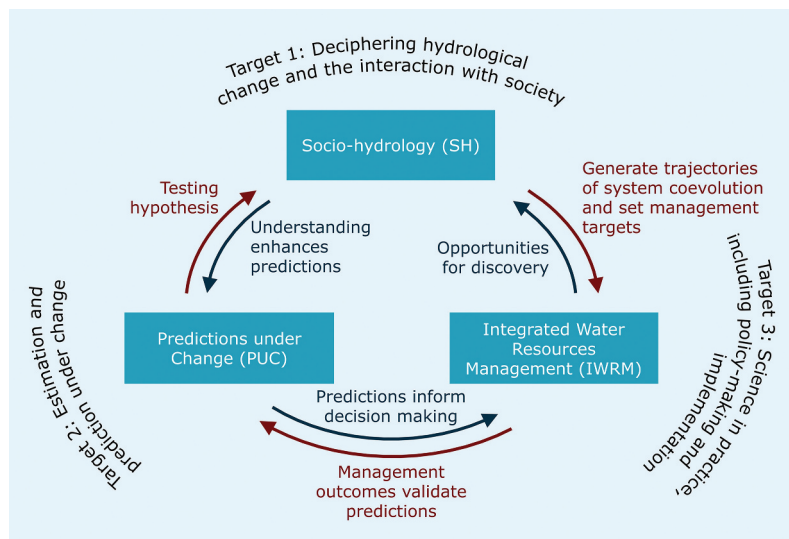 Target 1: Deciphering hydrological
change and the interaction with society
Socio-hydrology (SH)
Testing
hypothesis
Understanding
enhances
predictions
Generate trajectories
of system coevolution
and set management
targets
Opportunities
for discovery
Target 2: Estimation and
prediction under change
Predictions under
Change (PUC)
Integrated Water
Resources
Management (IWRM)
Target 3: Science in practice,
including policy-making and
implementation
Predictions inform
decision making
Management
outcomes validate
predictions